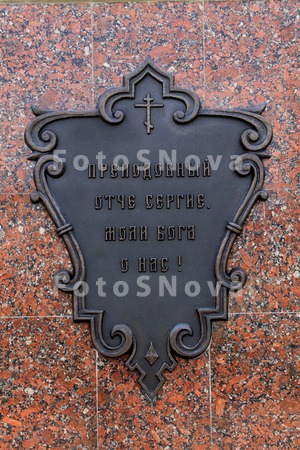 FotoSNova
ПРЕПОДОБНЫЙ
ОТЧЕ СЕРГИЕ,
МОЛИ БОГА
О НАС!
FotoSNova